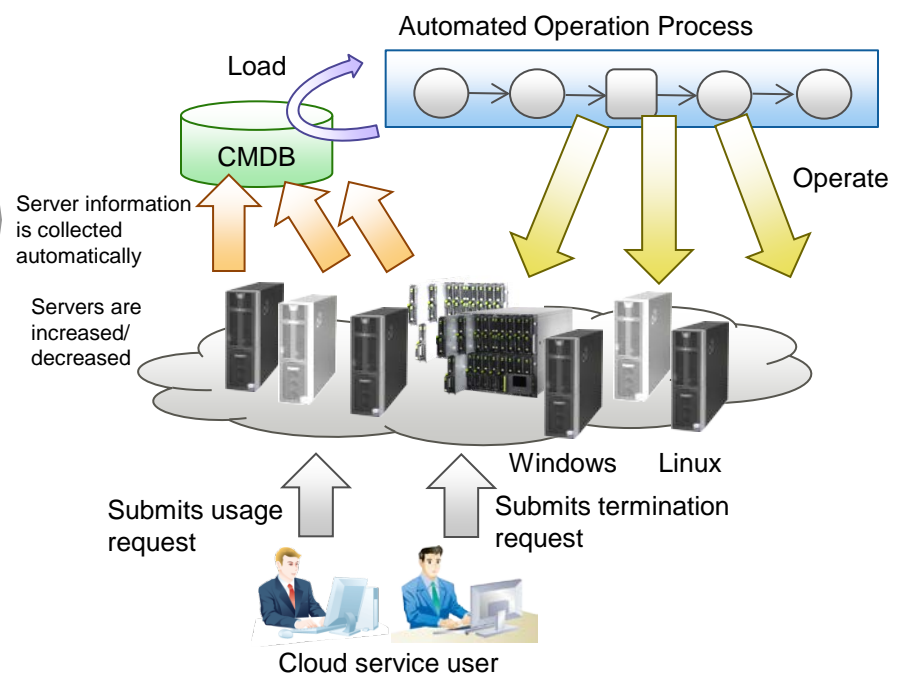 Automated Operation Process
Load
CMDB
Operate
Server information
is collected
automatically
Servers are
increased/
decreased
Windows
Linux
Submits usage
request
Submits termination
request
Cloud service user